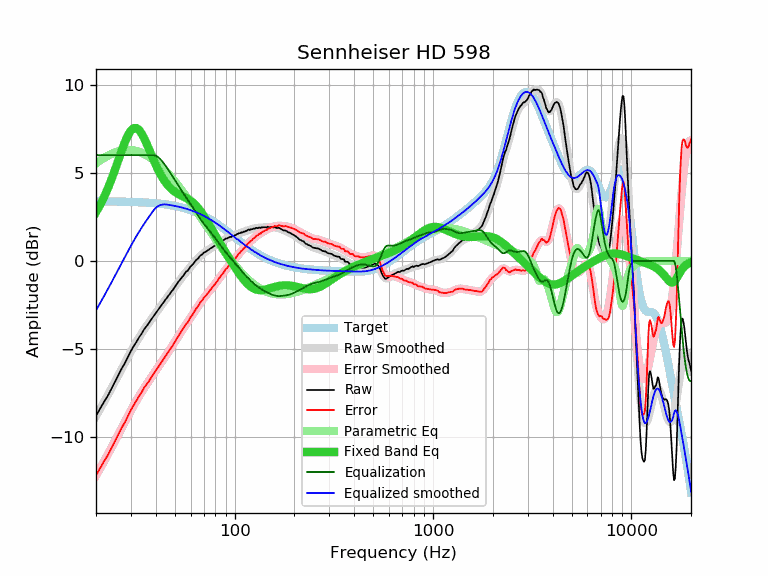 Sennheiser HD 598
Amplitude (dBr)
10
5
0
−5
−10
Target
Raw Smoothed
Error Smoothed
Raw
Error
Parametric Eq
Fixed Band Eq
Equalization
Equalized smoothed
100 1000 10000
Frequency (Hz)